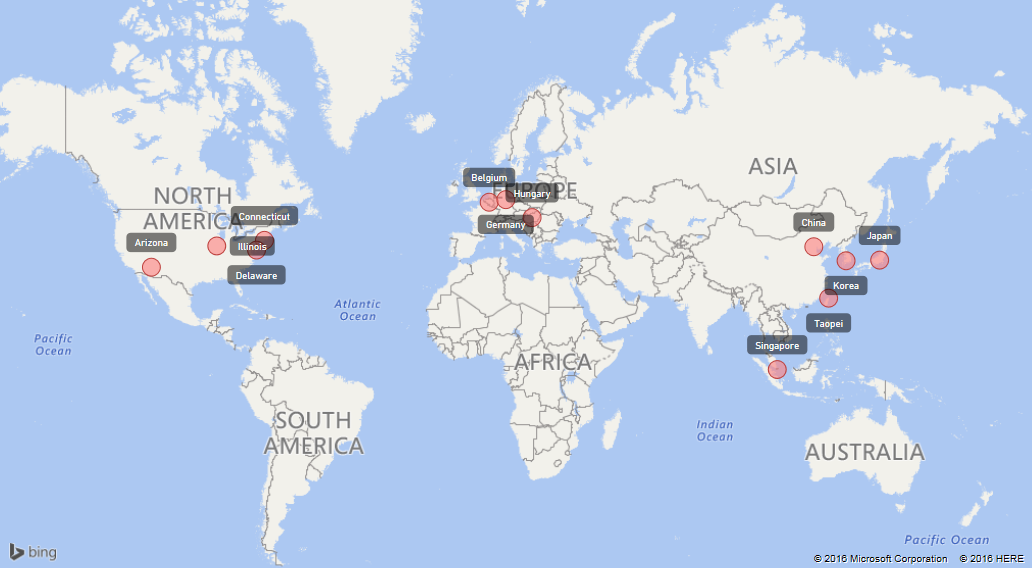 ASIA
Belgium
EUROPE
Hungary
NORTH
AMERICA
Connecticut
Germany
China
Japan
Arizona
Illinois
Delaware
Korea
Atlantic
Ocean
Taopei
Pacific
Ocean
Singapore
AFRICA
SOUTH
AMERICA
Indian
Ocean
AUSTRALIA
Pacific Ocean
bing
© 2016 Microsoft Corporation © 2016 HERE